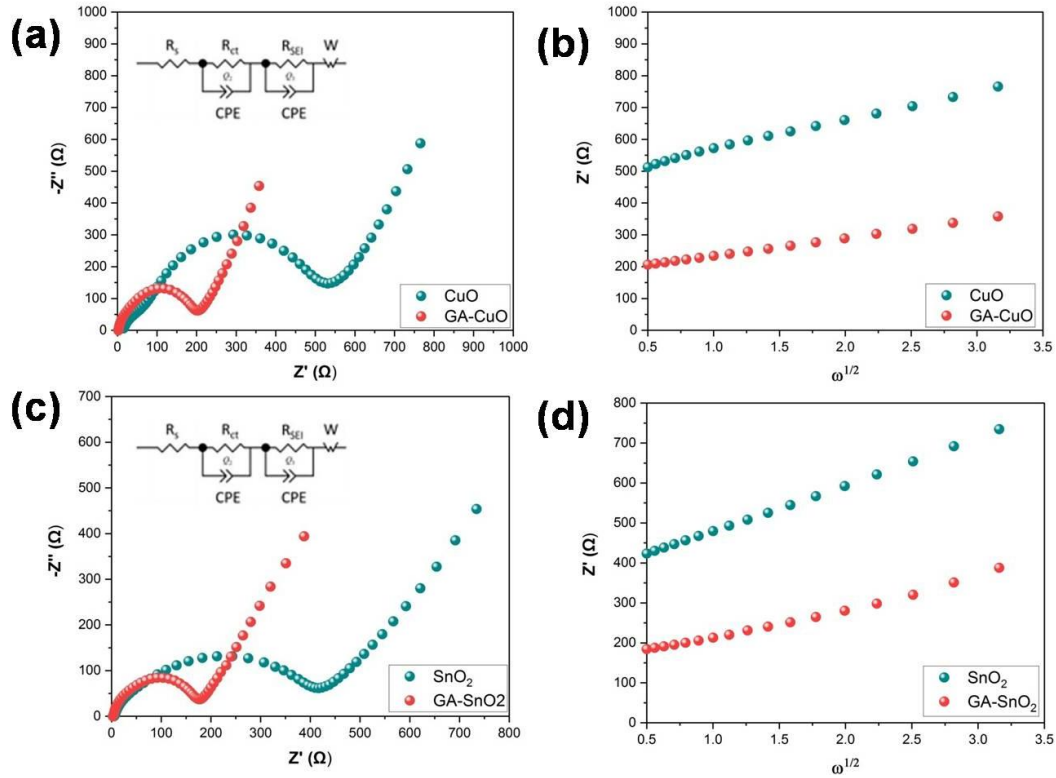 (a)
1000
900
800
700
600
500
400
300
200
100
0
-Z'' (Ω)
Rs Rct RSEI W
Q2 Q3
CPE CPE
CuO
GA-CuO
0 100 200 300 400 500 600 700 800 900 1000
Z' (Ω)
(b)
1000
900
800
700
600
500
400
300
200
100
0
Z' (Ω)
CuO
GA-CuO
0.5 1.0 1.5 2.0 2.5 3.0 3.5
ω1/2
(c)
700
600
500
400
300
200
100
0
-Z'' (Ω)
Rs Rct RSEI W
Q2 Q3
CPE CPE
SnO2
GA-SnO2
0 100 200 300 400 500 600 700 800
Z' (Ω)
(d)
800
700
600
500
400
300
200
100
0
Z' (Ω)
SnO2
GA-SnO2
0.5 1.0 1.5 2.0 2.5 3.0 3.5
ω1/2